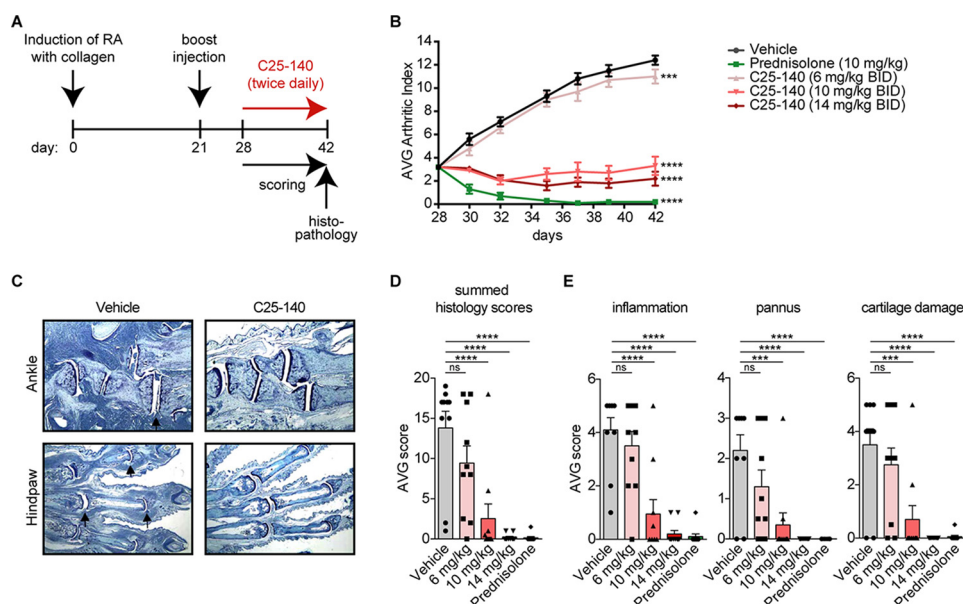 A
Induction of RA
with collagen
boost
injection
C25-140
(twice daily)
day:
0
21
28
42
scoring
histo-
pathology
B
AVG Arthritic Index
14
12
10
8
6
4
2
0
28
30
32
34
36
38
40
42
days
***
****
****
****
Vehicle
Prednisolone (10 mg/kg)
C25-140 (6 mg/kg BID)
C25-140 (10 mg/kg BID)
C25-140 (14 mg/kg BID)
C
Vehicle
C25-140
Ankle
Hindpaw
D
summed
histology scores
****
****
****
ns
AVG score
20
15
10
5
0
Vehicle
6 mg/kg
10 mg/kg
14 mg/kg
Prednisolone
E
inflammation
****
****
****
ns
AVG score
6
4
2
0
Vehicle
6 mg/kg
10 mg/kg
14 mg/kg
Prednisolone
pannus
****
****
***
ns
4
3
2
1
0
Vehicle
6 mg/kg
10 mg/kg
14 mg/kg
Prednisolone
cartilage damage
****
****
***
ns
6
4
2
0
Vehicle
6 mg/kg
10 mg/kg
14 mg/kg
Prednisolone